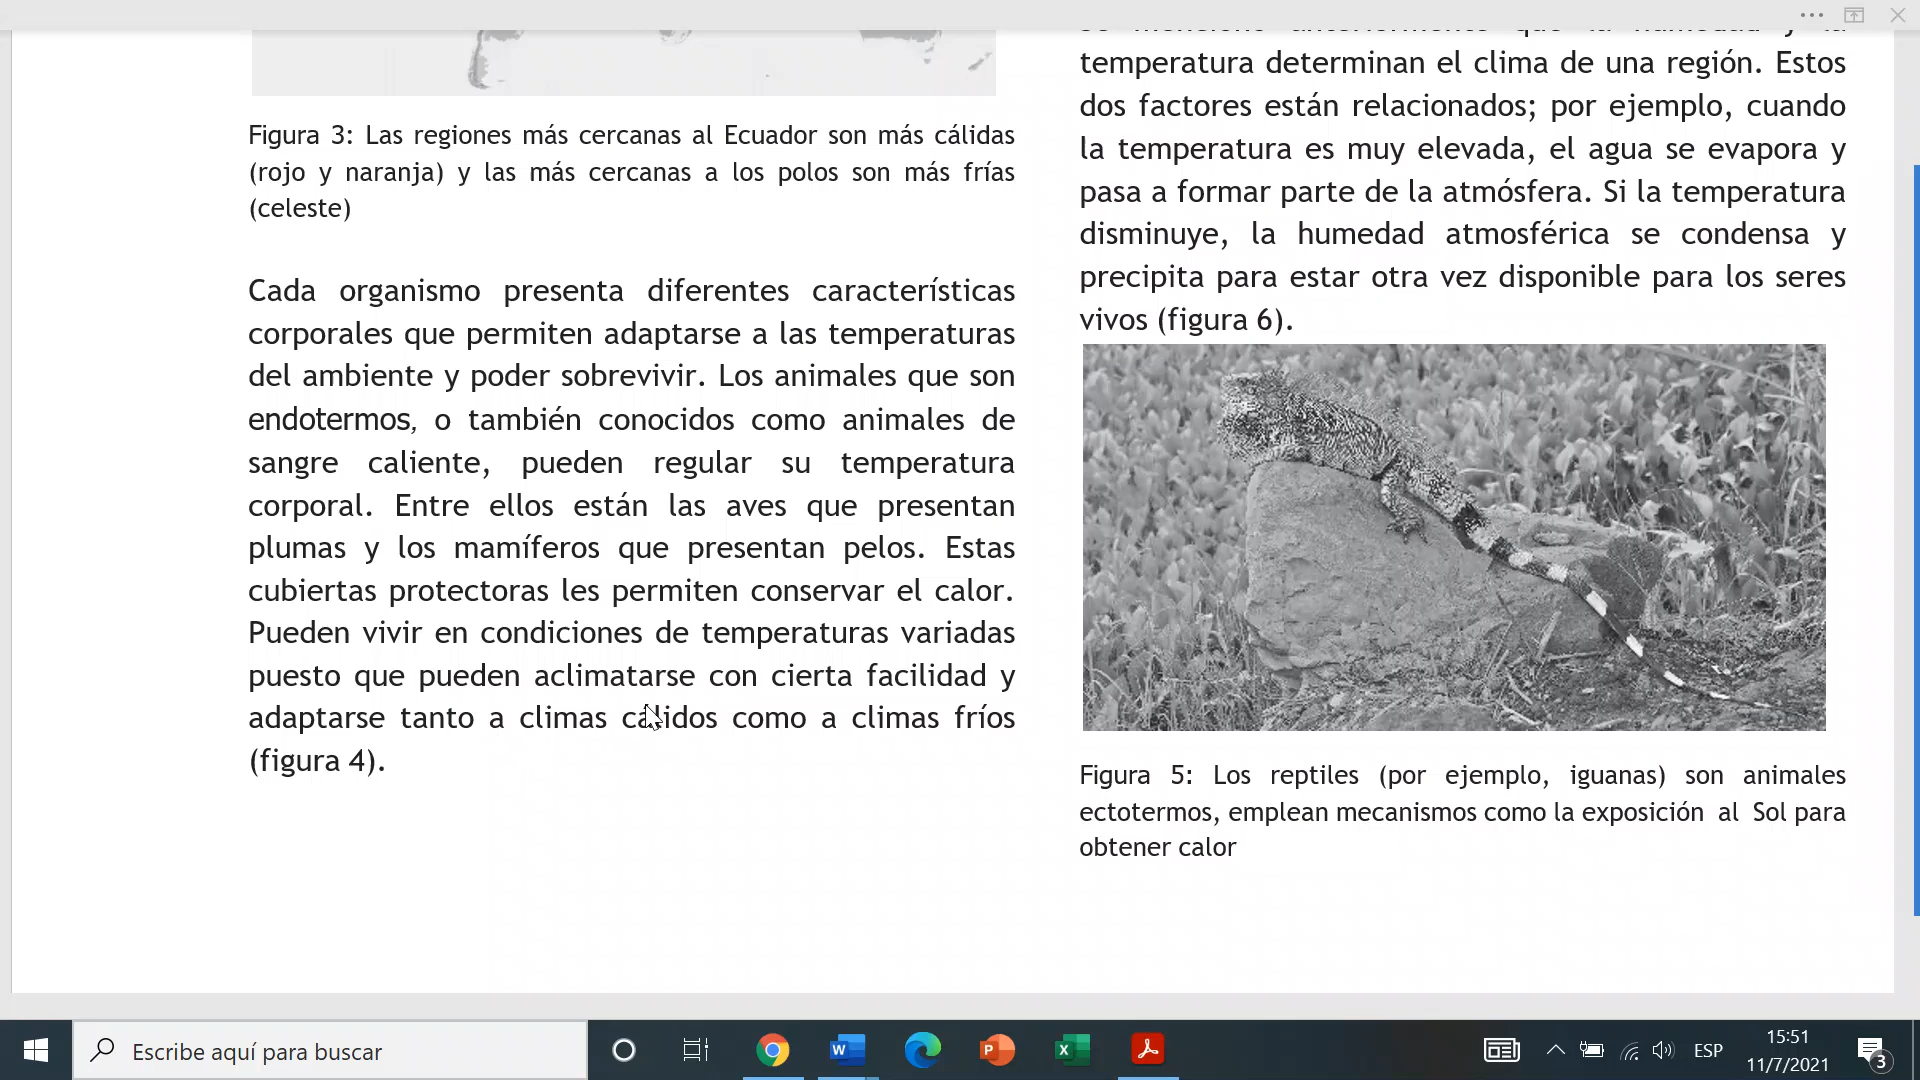 Figura 3: Las regiones más cercanas al Ecuador son más cálidas
(rojo y naranja) y las más cercanas a los polos son más frías
(celeste)
Cada organismo presenta diferentes características
corporales que permiten adaptarse a las temperaturas
del ambiente y poder sobrevivir. Los animales que son
endotermos, o también conocidos como animales de
sangre caliente, pueden regular su temperatura
corporal. Entre ellos están las aves que presentan
plumas y los mamíferos que presentan pelos. Estas
cubiertas protectoras les permiten conservar el calor.
Pueden vivir en condiciones de temperaturas variadas
puesto que pueden aclimatarse con cierta facilidad y
adaptarse tanto a climas cálidos como a climas fríos
(figura 4).
temperatura determinan el clima de una región. Estos
dos factores están relacionados; por ejemplo, cuando
la temperatura es muy elevada, el agua se evapora y
pasa a formar parte de la atmósfera. Si la temperatura
disminuye, la humedad atmosférica se condensa y
precipita para estar otra vez disponible para los seres
vivos (figura 6).
Figura 5: Los reptiles (por ejemplo, iguanas) son animales
ectotermos, emplean mecanismos como la exposición al Sol para
obtener calor
Escribe aquí para buscar
ESP
15:51
11/7/2021
3